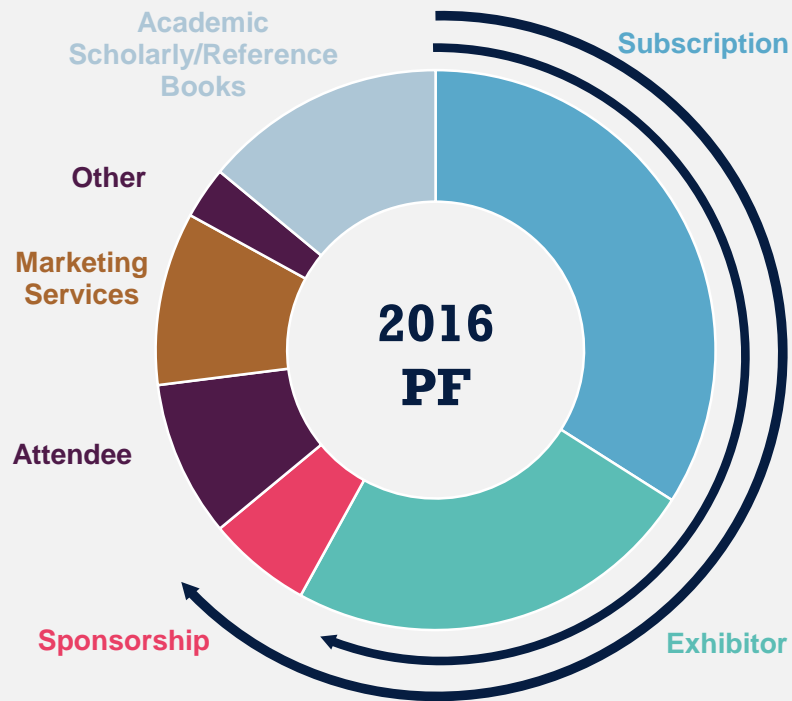 Academic
Scholarly/Reference
Books
Subscription
Other
Marketing
Services
2016
PF
Attendee
Sponsorship
Exhibitor